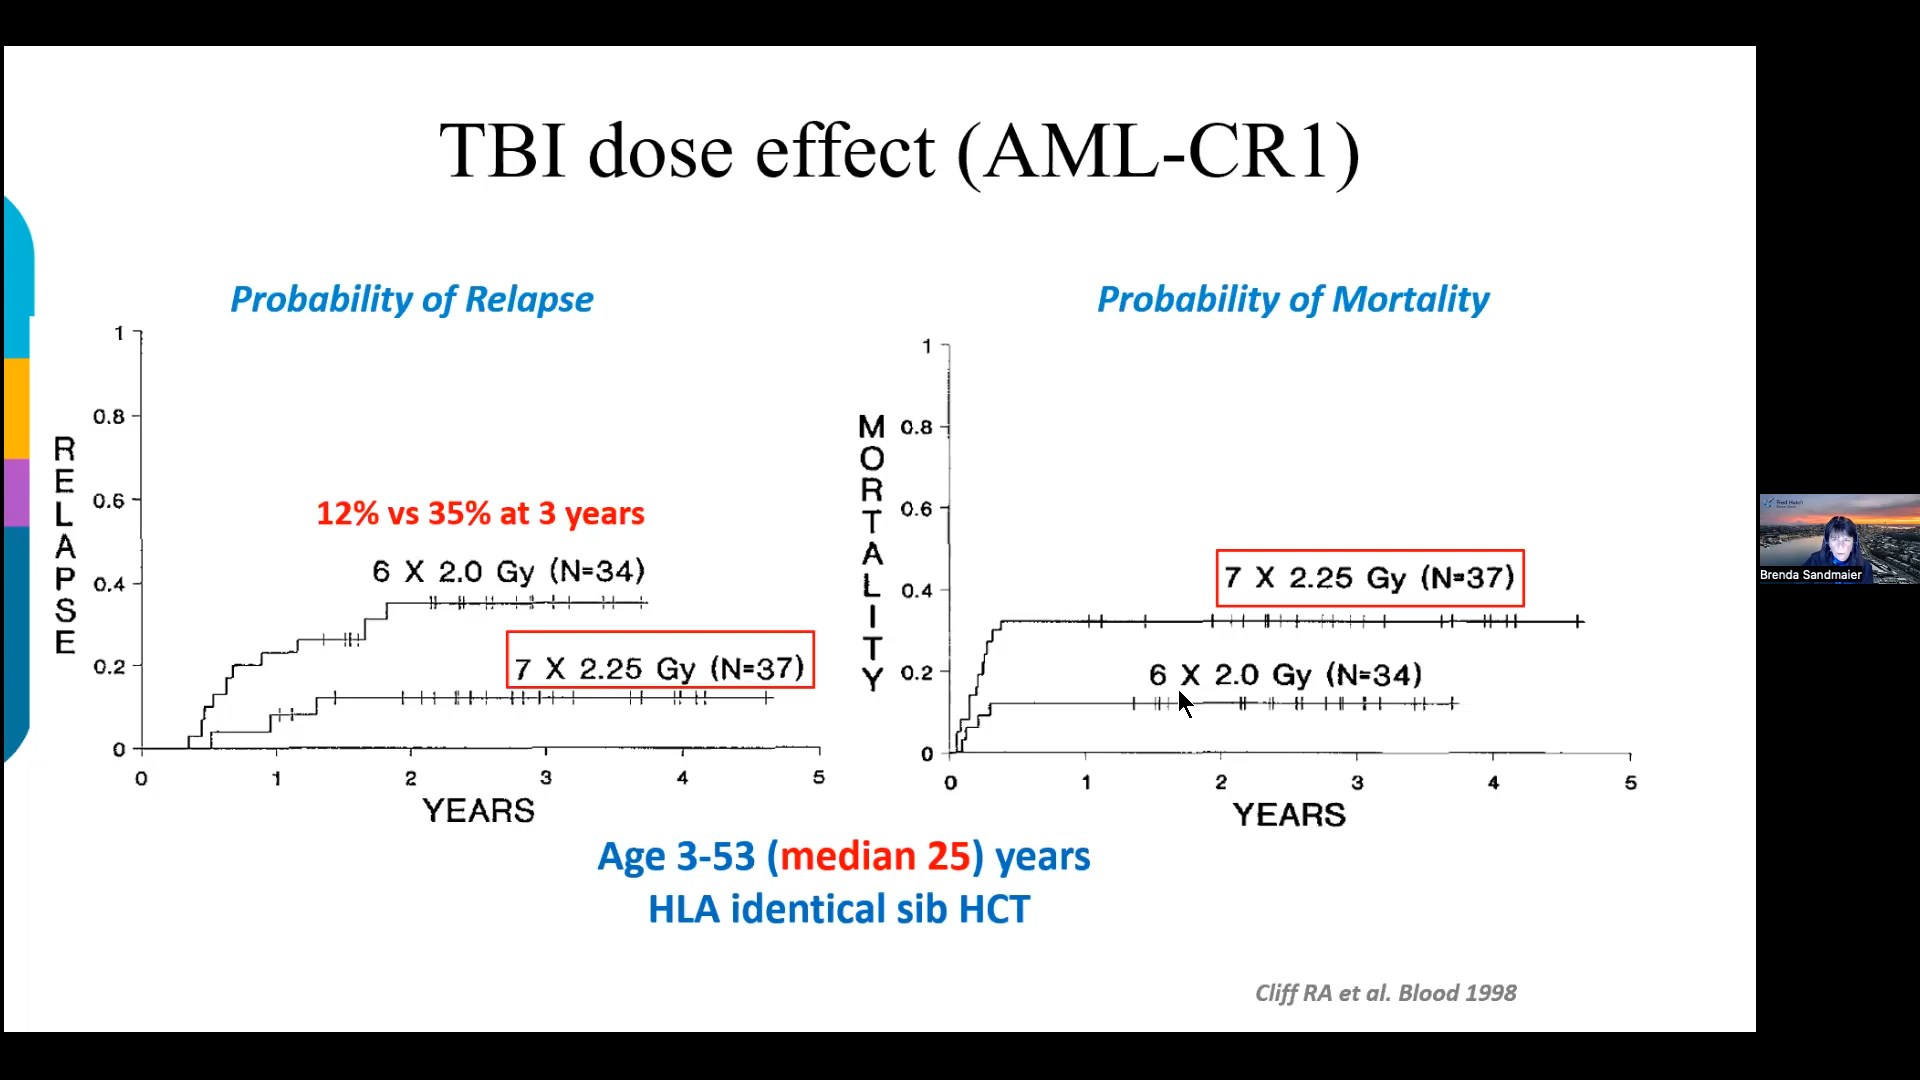 TBI dose effect (AML-CR1)
Probability of Relapse
1
0.8
0.6
0.4
0.2
0
RELAPSE
12% vs 35% at 3 years
6 X 2.0 Gy (N=34)
7 X 2.25 Gy (N=37)
0 1 2 3 4 5
YEARS
Probability of Mortality
1
0.8
0.6
0.4
0.2
0
MORTALITY
7 X 2.25 Gy (N=37)
6 X 2.0 Gy (N=34)
0 1 2 3 4 5
YEARS
Age 3-53 (median 25) years
HLA identical sib HCT
Cliff RA et al. Blood 1998
Fred Hutch
Brenda Sandmaier